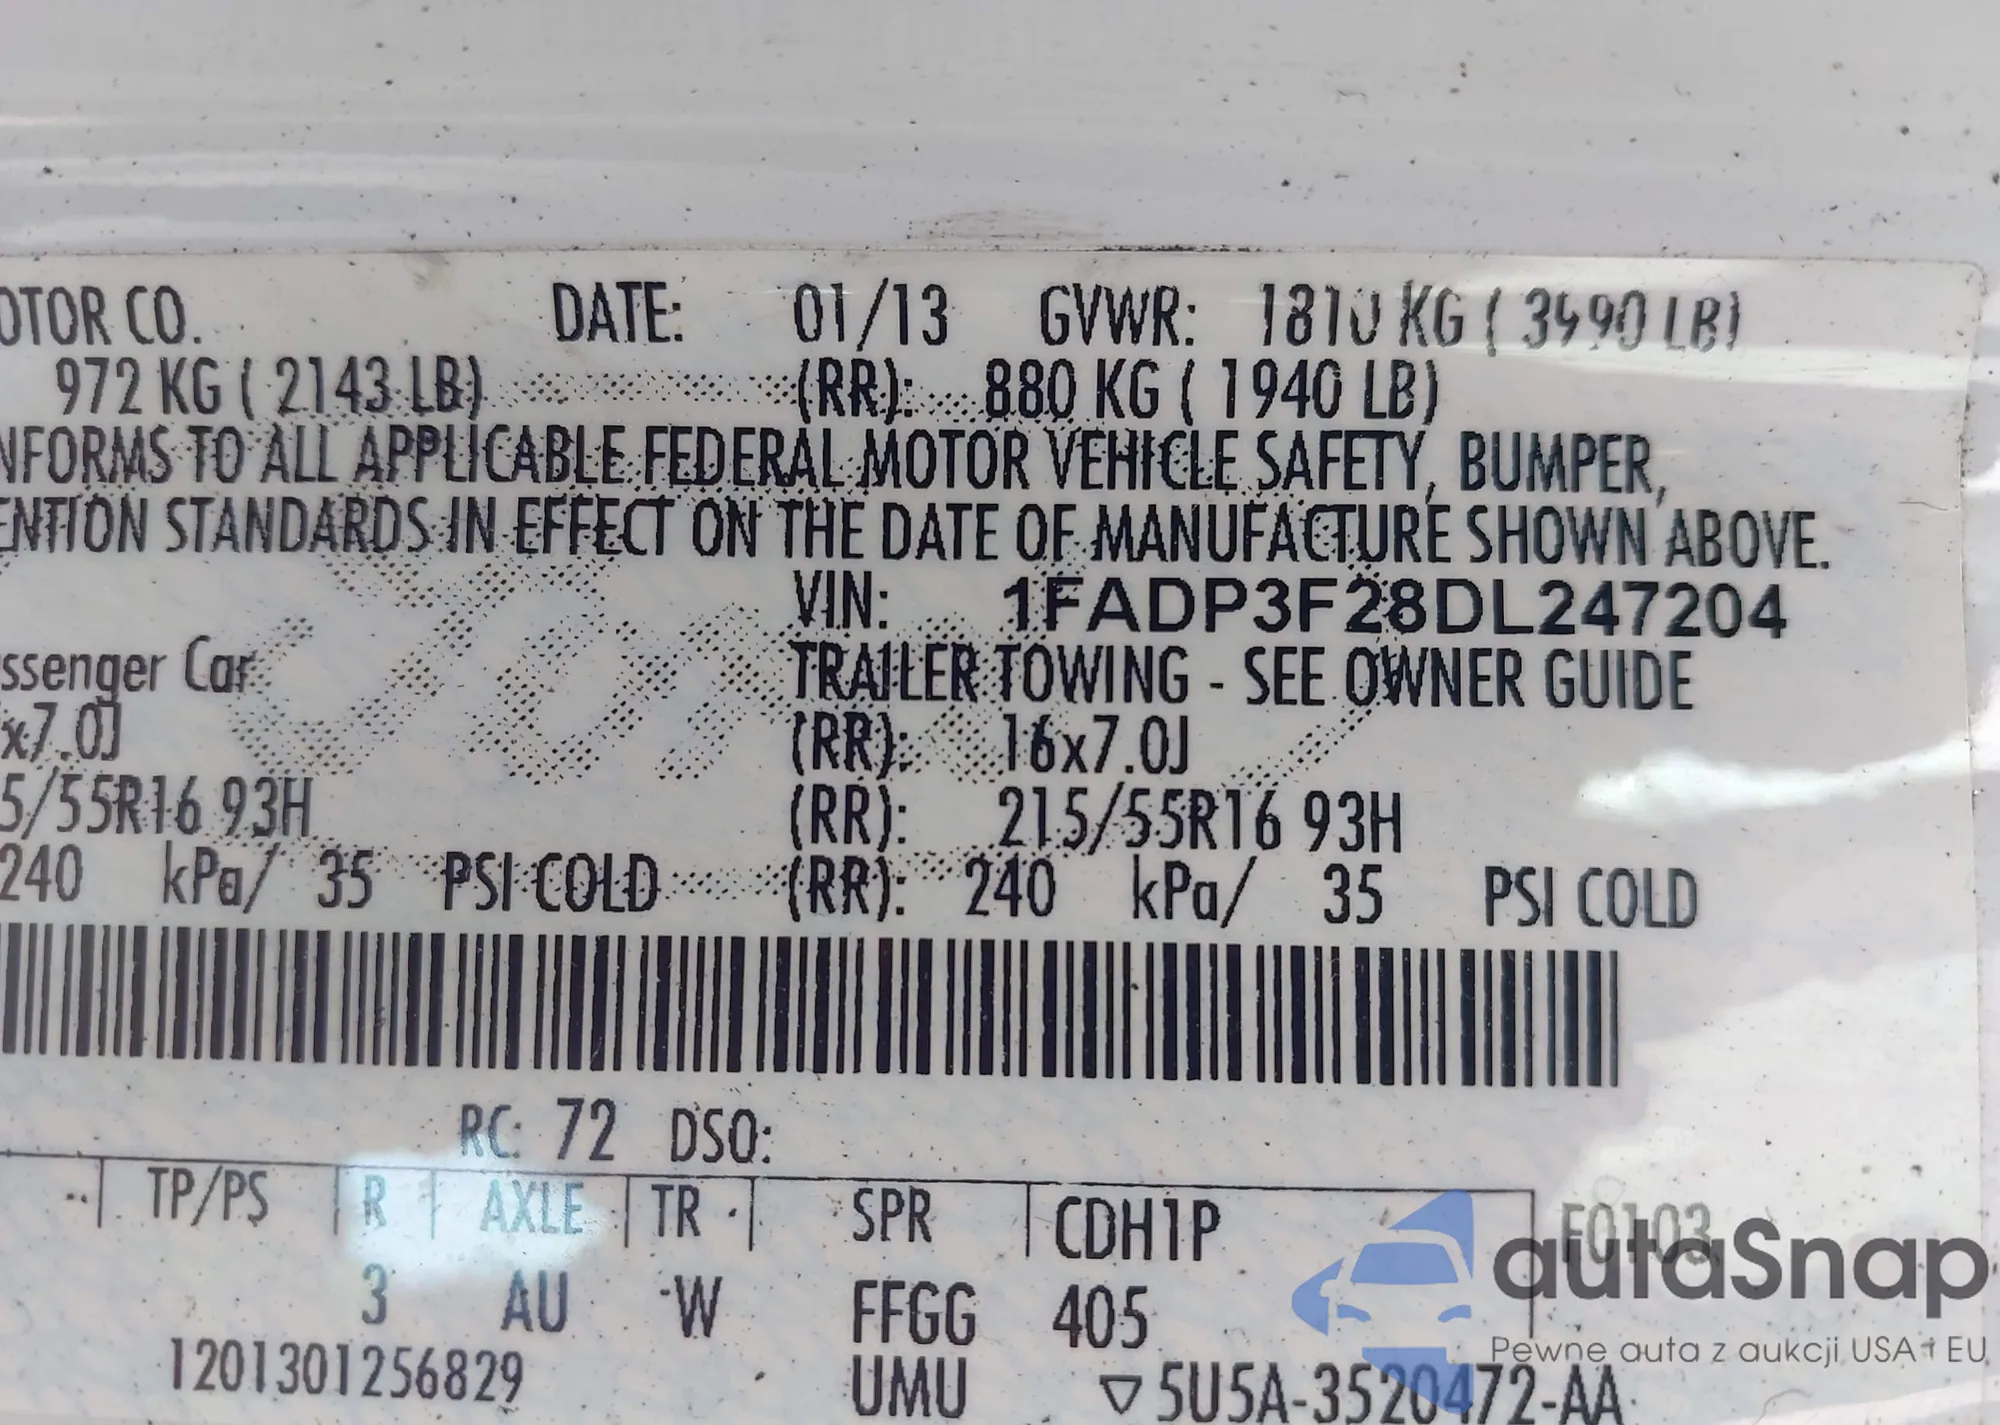 OTOR CO. DATE: 01/13 GVWR: 1810 KG ( 3990 LB)
972 KG ( 2143 LB) (RR): 880 KG ( 1940 LB)
NFORMS TO ALL APPLICABLE FEDERAL MOTOR VEHICLE SAFETY, BUMPER,
ENTION STANDARDS IN EFFECT ON THE DATE OF MANUFACTURE SHOWN ABOVE.
VIN: 1FADP3F28DL247204
ssenger Car TRAILER TOWING - SEE OWNER GUIDE
x7.0J (RR): 16x7.0J
5/55R16 93H (RR): 215/55R16 93H
240 kPa/ 35 PSI COLD (RR): 240 kPa/ 35 PSI COLD
RC: 72 DSO:
TP/PS R AXLE TR SPR CDH1P F0103
3 AU W FFGG 405
1201301256829 UMU ▽ 5U5A-3520472-AA
autaSnap
Pewne auta z aukcji USA i EU